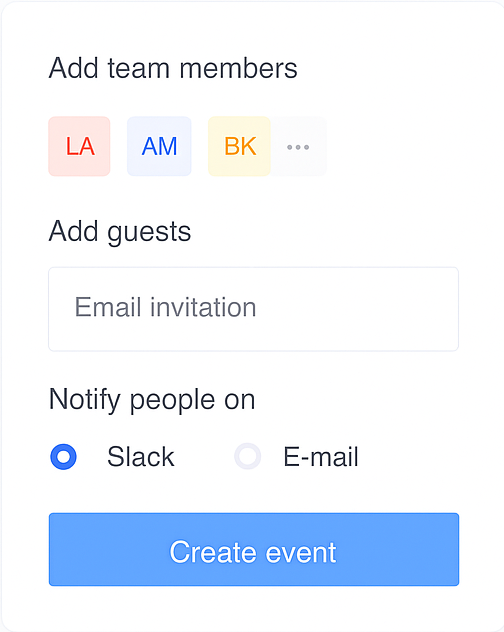 Add team members
LA AM BK •••
Add guests
Email invitation
Notify people on
Slack E-mail
Create event